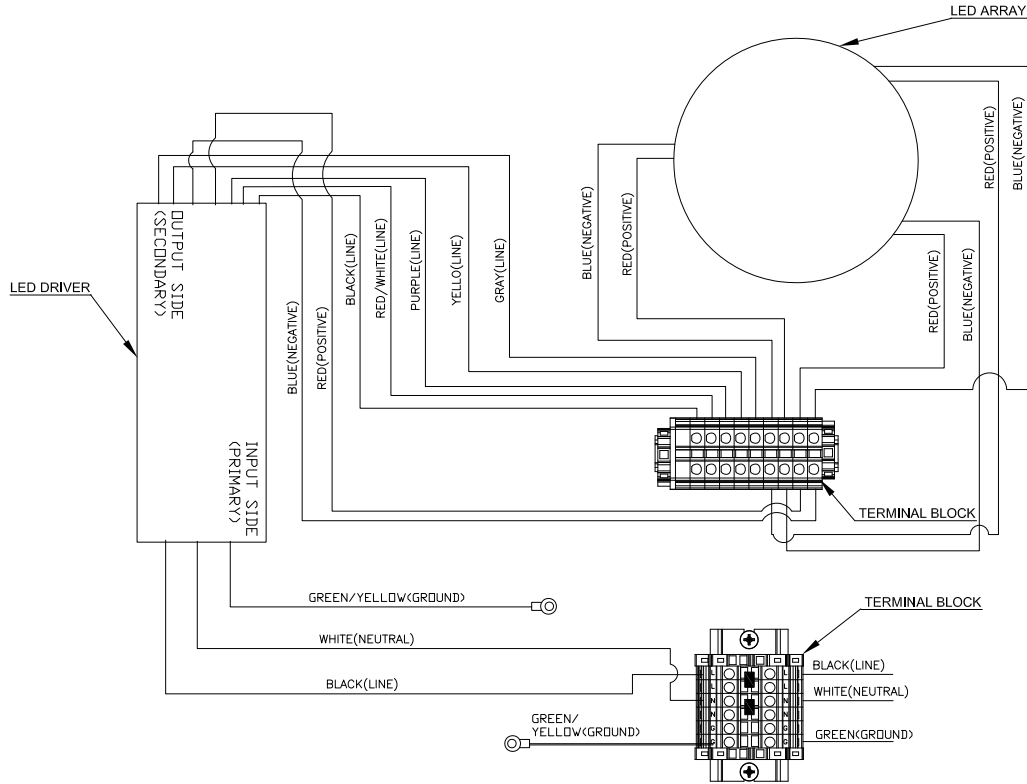 LED ARRAY
RED(POSITIVE)
BLUE(NEGATIVE)
BLUE(NEGATIVE)
RED(POSITIVE)
RED(POSITIVE)
BLUE(NEGATIVE)
OUTPUT SIDE
(SECONDARY)
LED DRIVER
BLUE(NEGATIVE)
RED(POSITIVE)
BLACK(LINE)
RED/WHITE(LINE)
PURPLE(LINE)
YELLO(LINE)
GRAY(LINE)
INPUT SIDE
(PRIMARY)
TERMINAL BLOCK
GREEN/YELLOW(GROUND)
TERMINAL BLOCK
WHITE(NEUTRAL)
BLACK(LINE)
BLACK(LINE)
WHITE(NEUTRAL)
GREEN/
YELLOW(GROUND)
GREEN(GROUND)
L
L
N
N
G
G